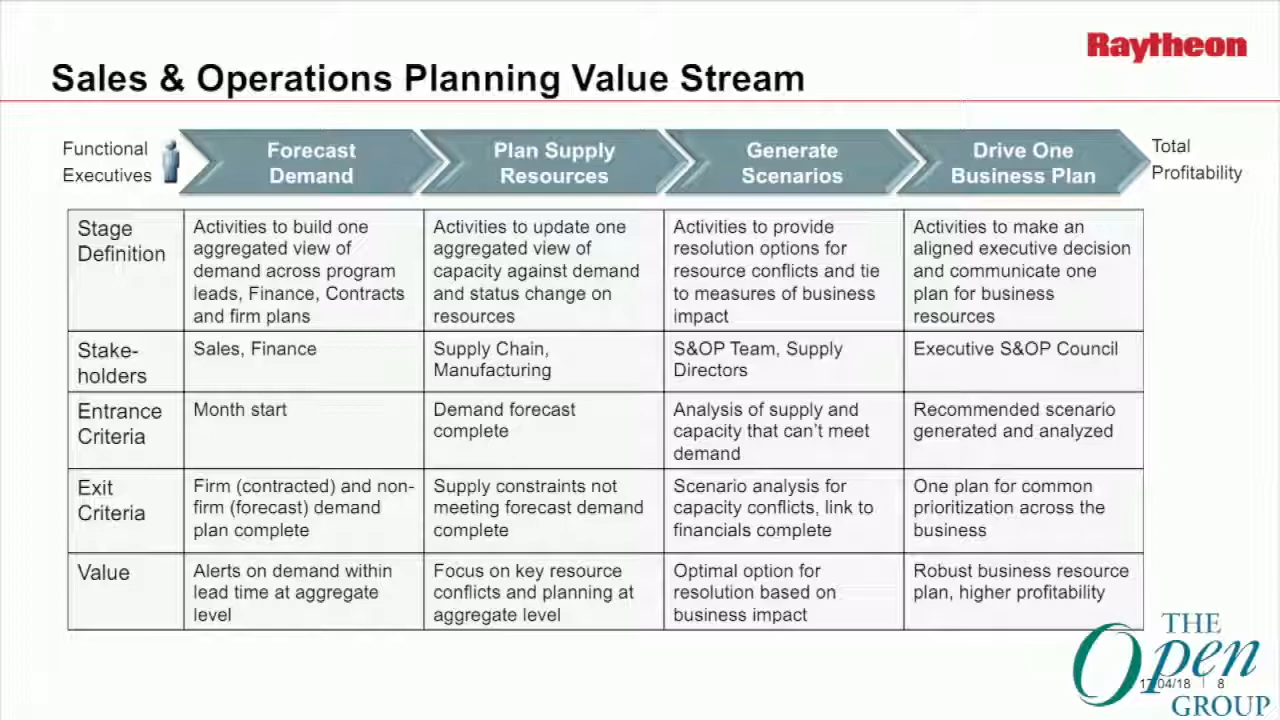 Raytheon
Sales & Operations Planning Value Stream
Functional
Executives
Forecast
Demand
Plan Supply
Resources
Generate
Scenarios
Drive One
Business Plan
Total
Profitability
Stage
Definition
Activities to build one
aggregated view of
demand across program
leads, Finance, Contracts
and firm plans
Activities to update one
aggregated view of
capacity against demand
and status change on
resources
Activities to provide
resolution options for
resource conflicts and tie
to measures of business
impact
Activities to make an
aligned executive decision
and communicate one
plan for business
resources
Stake-
holders
Sales, Finance
Supply Chain,
Manufacturing
S&OP Team, Supply
Directors
Executive S&OP Council
Entrance
Criteria
Month start
Demand forecast
complete
Analysis of supply and
capacity that can't meet
demand
Recommended scenario
generated and analyzed
Exit
Criteria
Firm (contracted) and non-
firm (forecast) demand
plan complete
Supply constraints not
meeting forecast demand
complete
Scenario analysis for
capacity conflicts, link to
financials complete
One plan for common
prioritization across the
business
Value
Alerts on demand within
lead time at aggregate
level
Focus on key resource
conflicts and planning at
aggregate level
Optimal option for
resolution based on
business impact
Robust business resource
plan, higher profitability
THE
Open
GROUP
17/04/18 | 8